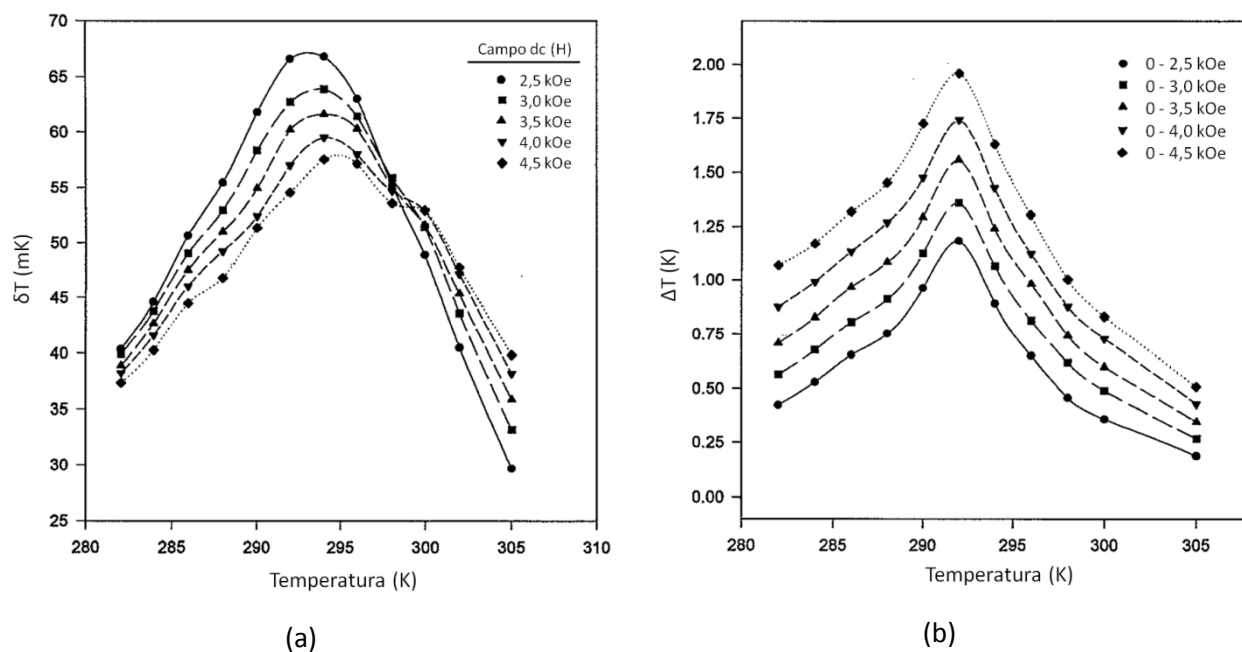 70
65
60
55
50
45
40
35
30
25
280
285
290
295
300
305
310
δT (mK)
Temperatura (K)
Campo dc (H)
2,5 kOe
3,0 kOe
3,5 kOe
4,0 kOe
4,5 kOe
(a)
2.00
1.75
1.50
1.25
1.00
0.75
0.50
0.25
0.00
280
285
290
295
300
305
ΔT (K)
Temperatura (K)
0 - 2,5 kOe
0 - 3,0 kOe
0 - 3,5 kOe
0 - 4,0 kOe
0 - 4,5 kOe
(b)